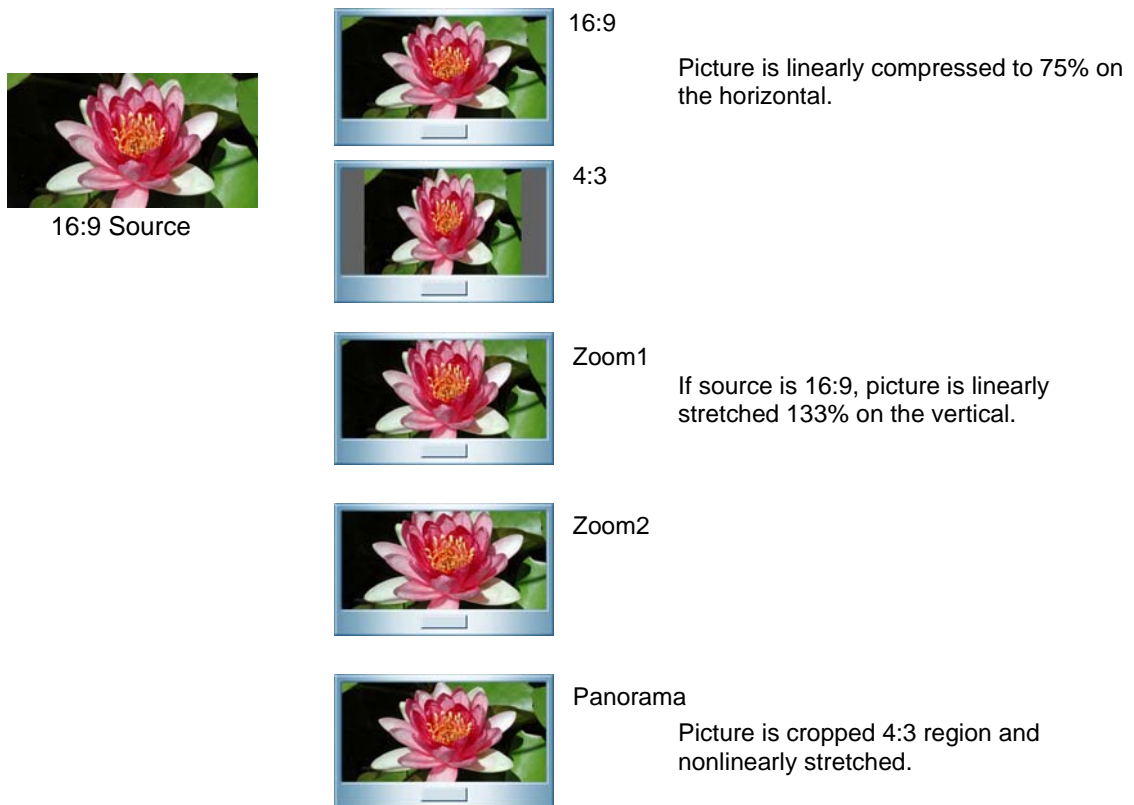 16:9
Picture is linearly compressed to 75% on
the horizontal.
16:9 Source
4:3
Zoom1
If source is 16:9, picture is linearly
stretched 133% on the vertical.
Zoom2
Panorama
Picture is cropped 4:3 region and
nonlinearly stretched.